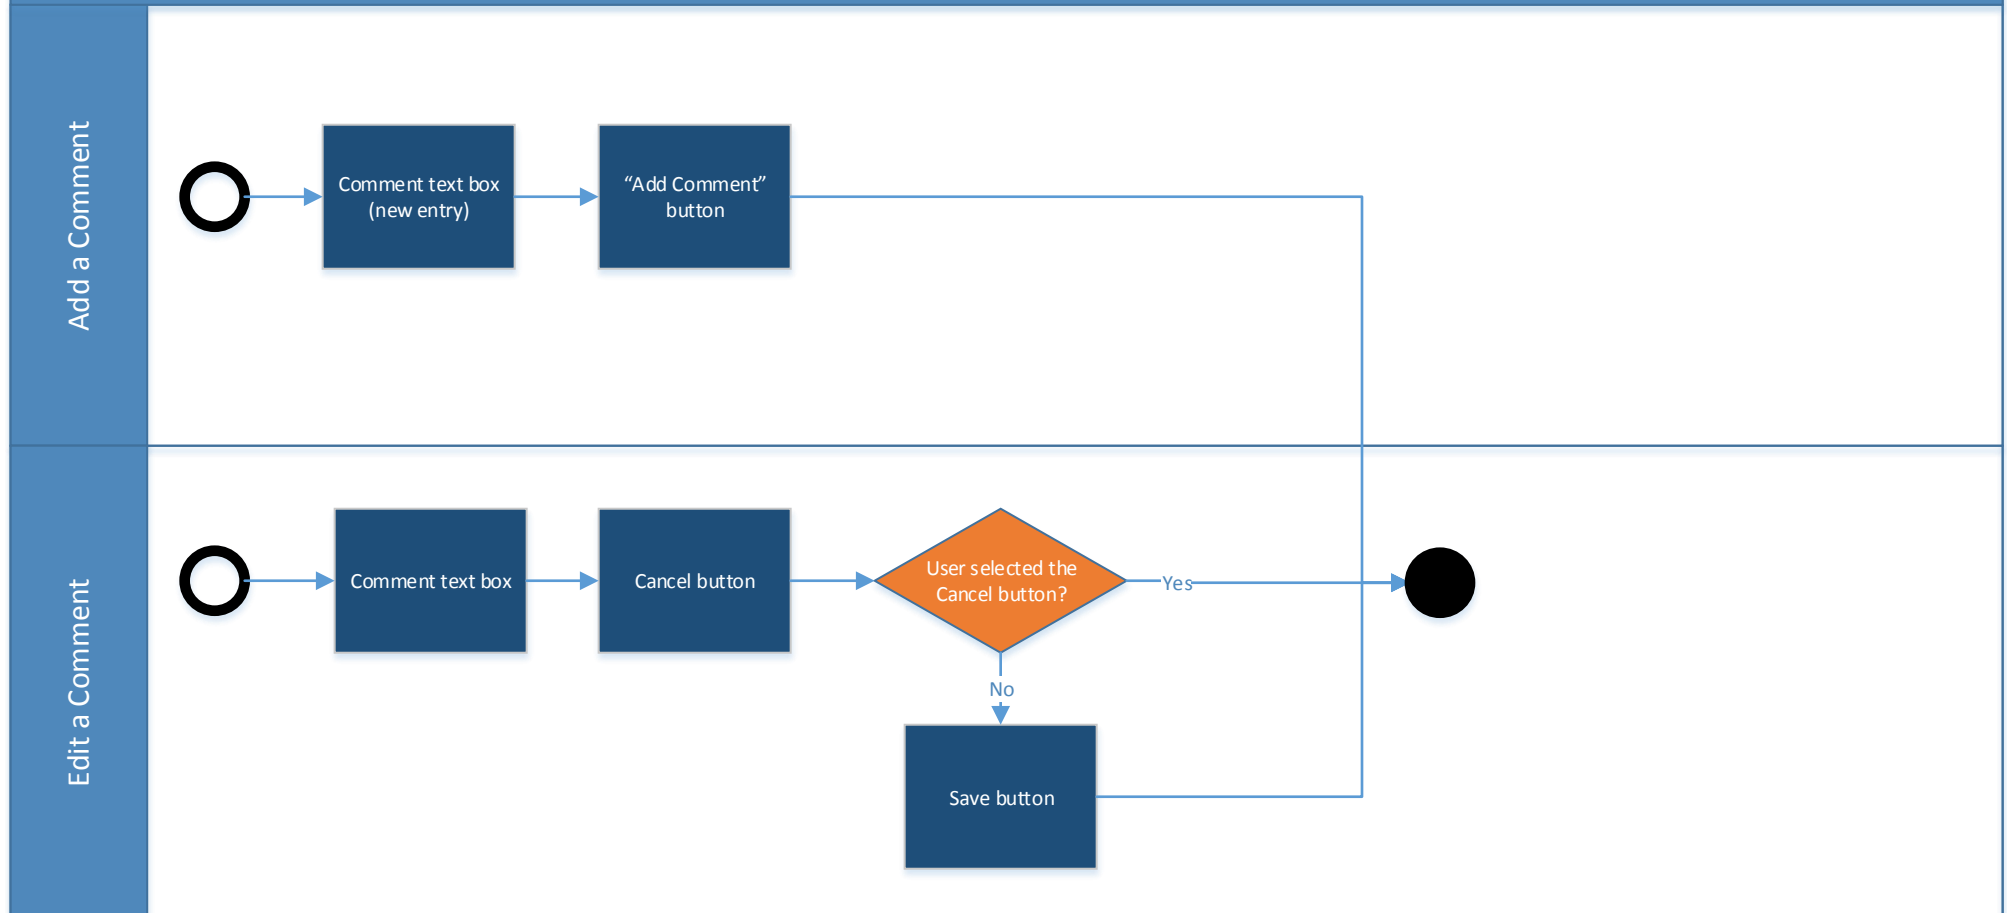 Add a Comment
Comment text box
(new entry)
“Add Comment”
button
Edit a Comment
Comment text box
Cancel button
User selected the
Cancel button?
Yes
No
Save button